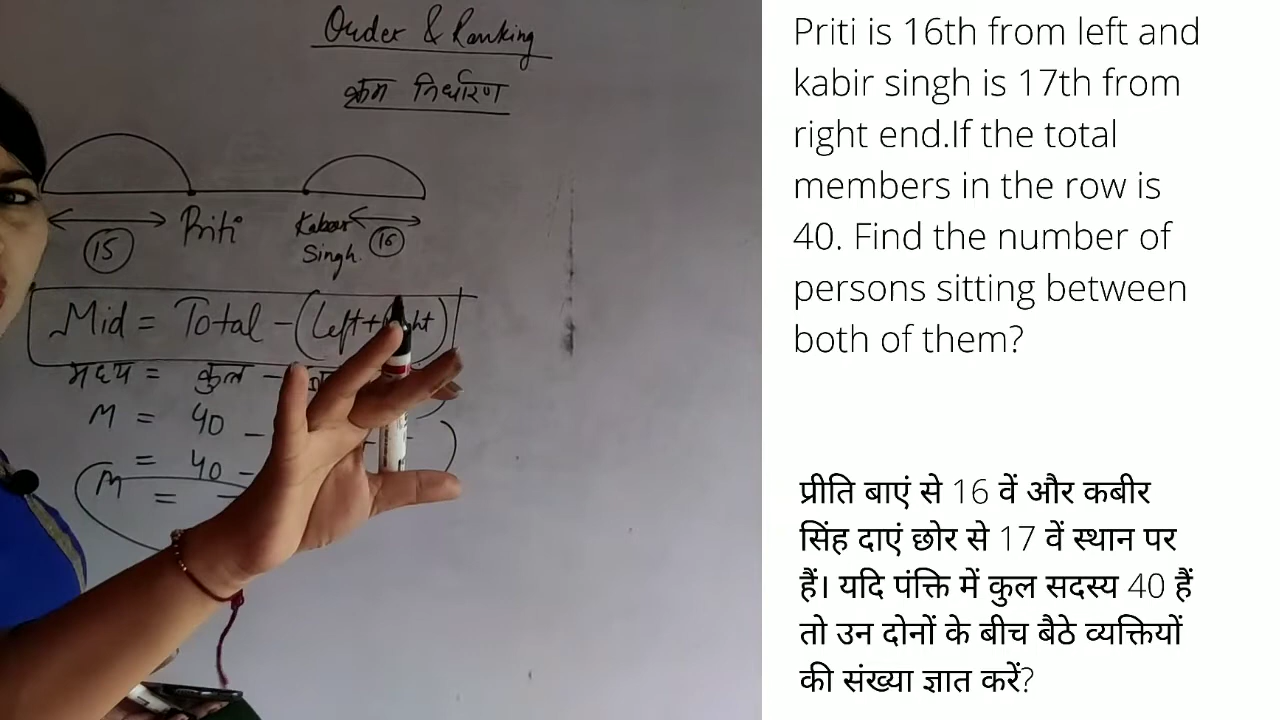 Order & Ranking
क्रम निर्धारण
15 Priti Kabeer 16
Singh.
Mid = Total - (Left + Right)
मध्य = कुल -
M = 40 -
= 40 -
M = -
Priti is 16th from left and
kabir singh is 17th from
right end.If the total
members in the row is
40. Find the number of
persons sitting between
both of them?
प्रीति बाएं से 16 वें और कबीर
सिंह दाएं छोर से 17 वें स्थान पर
हैं। यदि पंक्ति में कुल सदस्य 40 हैं
तो उन दोनों के बीच बैठे व्यक्तियों
की संख्या ज्ञात करें?